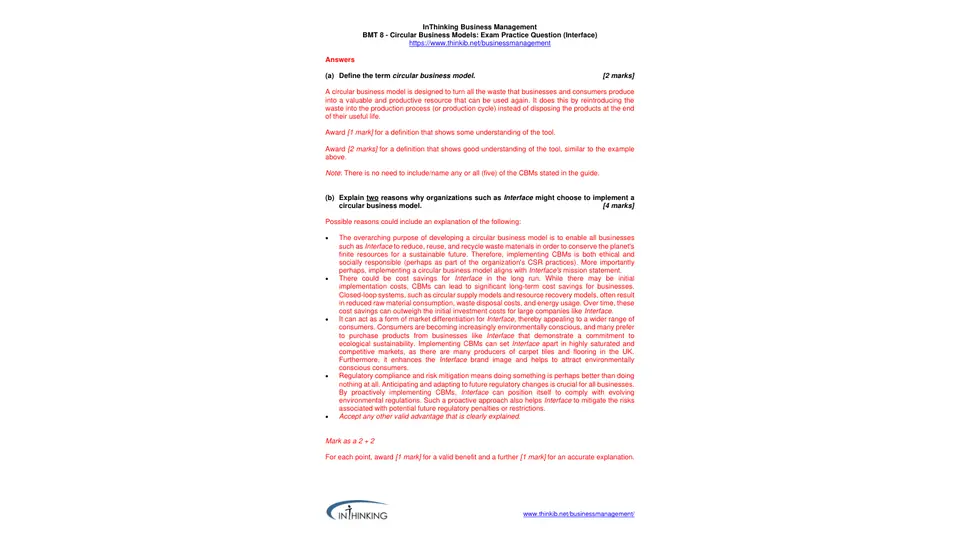 InThinking Business Management
BMT 8 - Circular Business Models: Exam Practice Question (Interface)
https://www.thinkib.net/businessmanagement
Answers
(a) Define the term circular business model. [2 marks]
A circular business model is designed to turn all the waste that businesses and consumers produce
into a valuable and productive resource that can be used again. It does this by reintroducing the
waste into the production process (or production cycle) instead of disposing the products at the end
of their useful life.
Award [1 mark] for a definition that shows some understanding of the tool.
Award [2 marks] for a definition that shows good understanding of the tool, similar to the example
above.
Note: There is no need to include/name any or all (five) of the CBMs stated in the guide.
(b) Explain two reasons why organizations such as Interface might choose to implement a
circular business model. [4 marks]
Possible reasons could include an explanation of the following:
• The overarching purpose of developing a circular business model is to enable all businesses
such as Interface to reduce, reuse, and recycle waste materials in order to conserve the planet's
finite resources for a sustainable future. Therefore, implementing CBMs is both ethical and
socially responsible (perhaps as part of the organization's CSR practices). More importantly
perhaps, implementing a circular business model aligns with Interface's mission statement.
• There could be cost savings for Interface in the long run. While there may be initial
implementation costs, CBMs can lead to significant long-term cost savings for businesses.
Closed-loop systems, such as circular supply models and resource recovery models, often result
in reduced raw material consumption, waste disposal costs, and energy usage. Over time, these
cost savings can outweigh the initial investment costs for large companies like Interface.
• It can act as a form of market differentiation for Interface, thereby appealing to a wider range of
consumers. Consumers are becoming increasingly environmentally conscious, and many prefer
to purchase products from businesses like Interface that demonstrate a commitment to
ecological sustainability. Implementing CBMs can set Interface apart in highly saturated and
competitive markets, as there are many producers of carpet tiles and flooring in the UK.
Furthermore, it enhances the Interface brand image and helps to attract environmentally
conscious consumers.
• Regulatory compliance and risk mitigation means doing something is perhaps better than doing
nothing at all. Anticipating and adapting to future regulatory changes is crucial for all businesses.
By proactively implementing CBMs, Interface can position itself to comply with evolving
environmental regulations. Such a proactive approach also helps Interface to mitigate the risks
associated with potential future regulatory penalties or restrictions.
• Accept any other valid advantage that is clearly explained.
Mark as a 2 + 2
For each point, award [1 mark] for a valid benefit and a further [1 mark] for an accurate explanation.
INTHINKING
www.thinkib.net/businessmanagement/